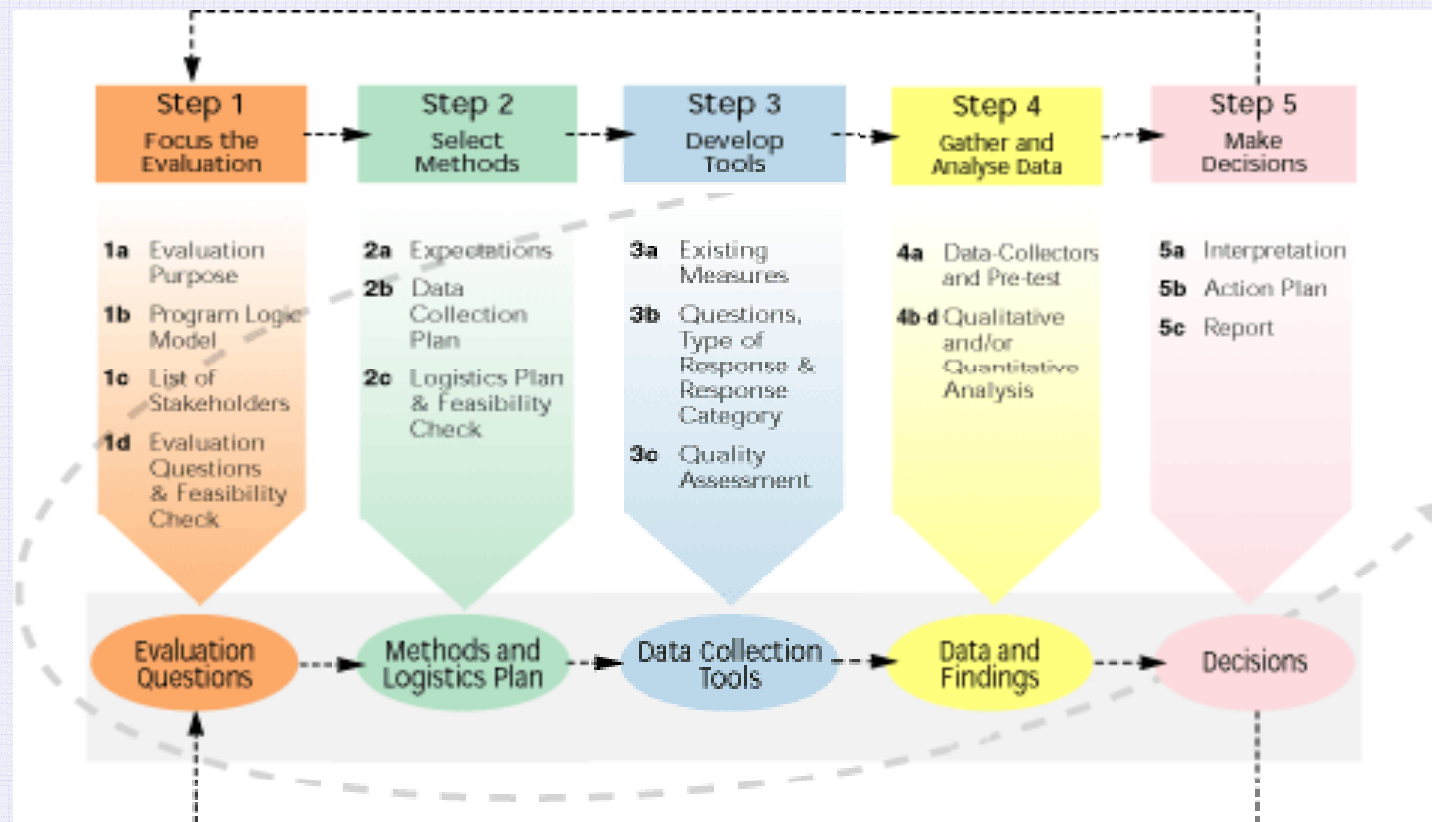 Step 1
Focus the
Evaluation
Step 2
Select
Methods
Step 3
Develop
Tools
Step 4
Gather and
Analyse Data
Step 5
Make
Decisions
1a Evaluation
Purpose
1b Program Logic
Model
1c List of
Stakeholders
1d Evaluation
Questions
& Feasibility
Check
2a Expectations
2b Data
Collection
Plan
2c Logistics Plan
& Feasibility
Check
3a Existing
Measures
3b Questions,
Type of
Response &
Response
Category
3c Quality
Assessment
4a Data-Collectors
and Pre-test
4b-d Qualitative
and/or
Quantitative
Analysis
5a Interpretation
5b Action Plan
5c Report
Evaluation
Questions
Methods and
Logistics Plan
Data Collection
Tools
Data and
Findings
Decisions